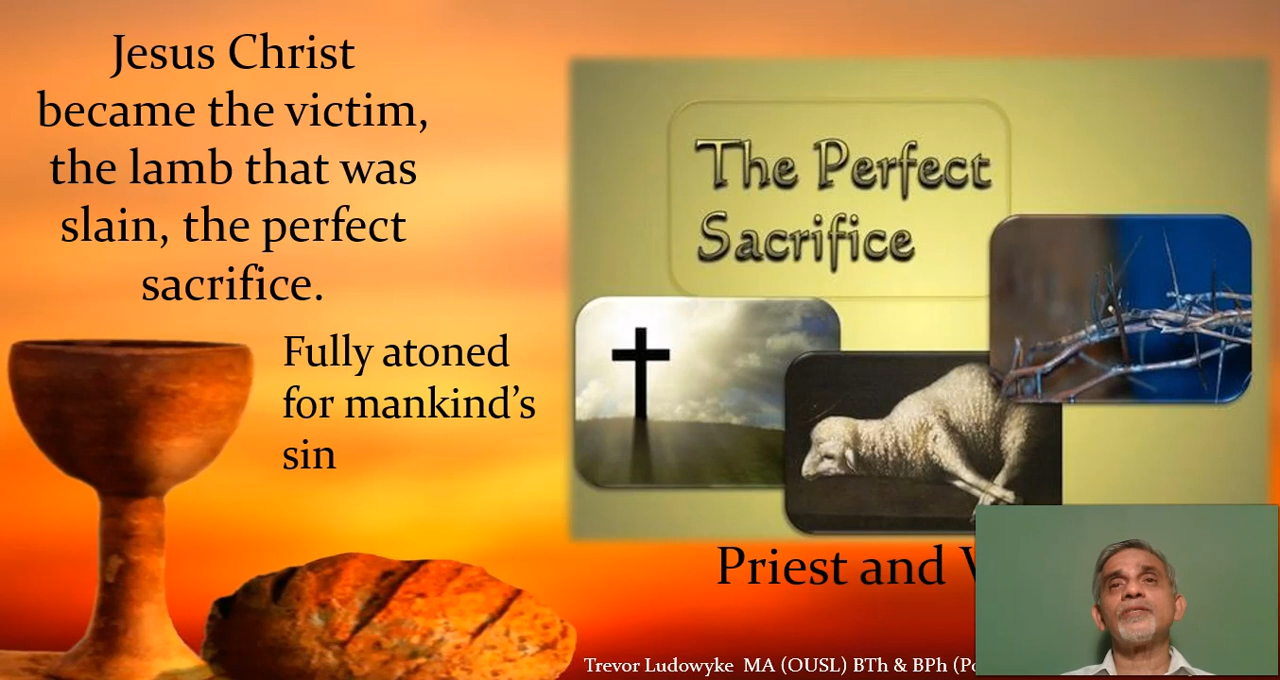 Jesus Christ
became the victim,
the lamb that was
slain, the perfect
sacrifice.
Fully atoned
for mankind’s
sin
The Perfect
Sacrifice
Priest and
Trevor Ludowyke MA (OUSL) BTh & BPh